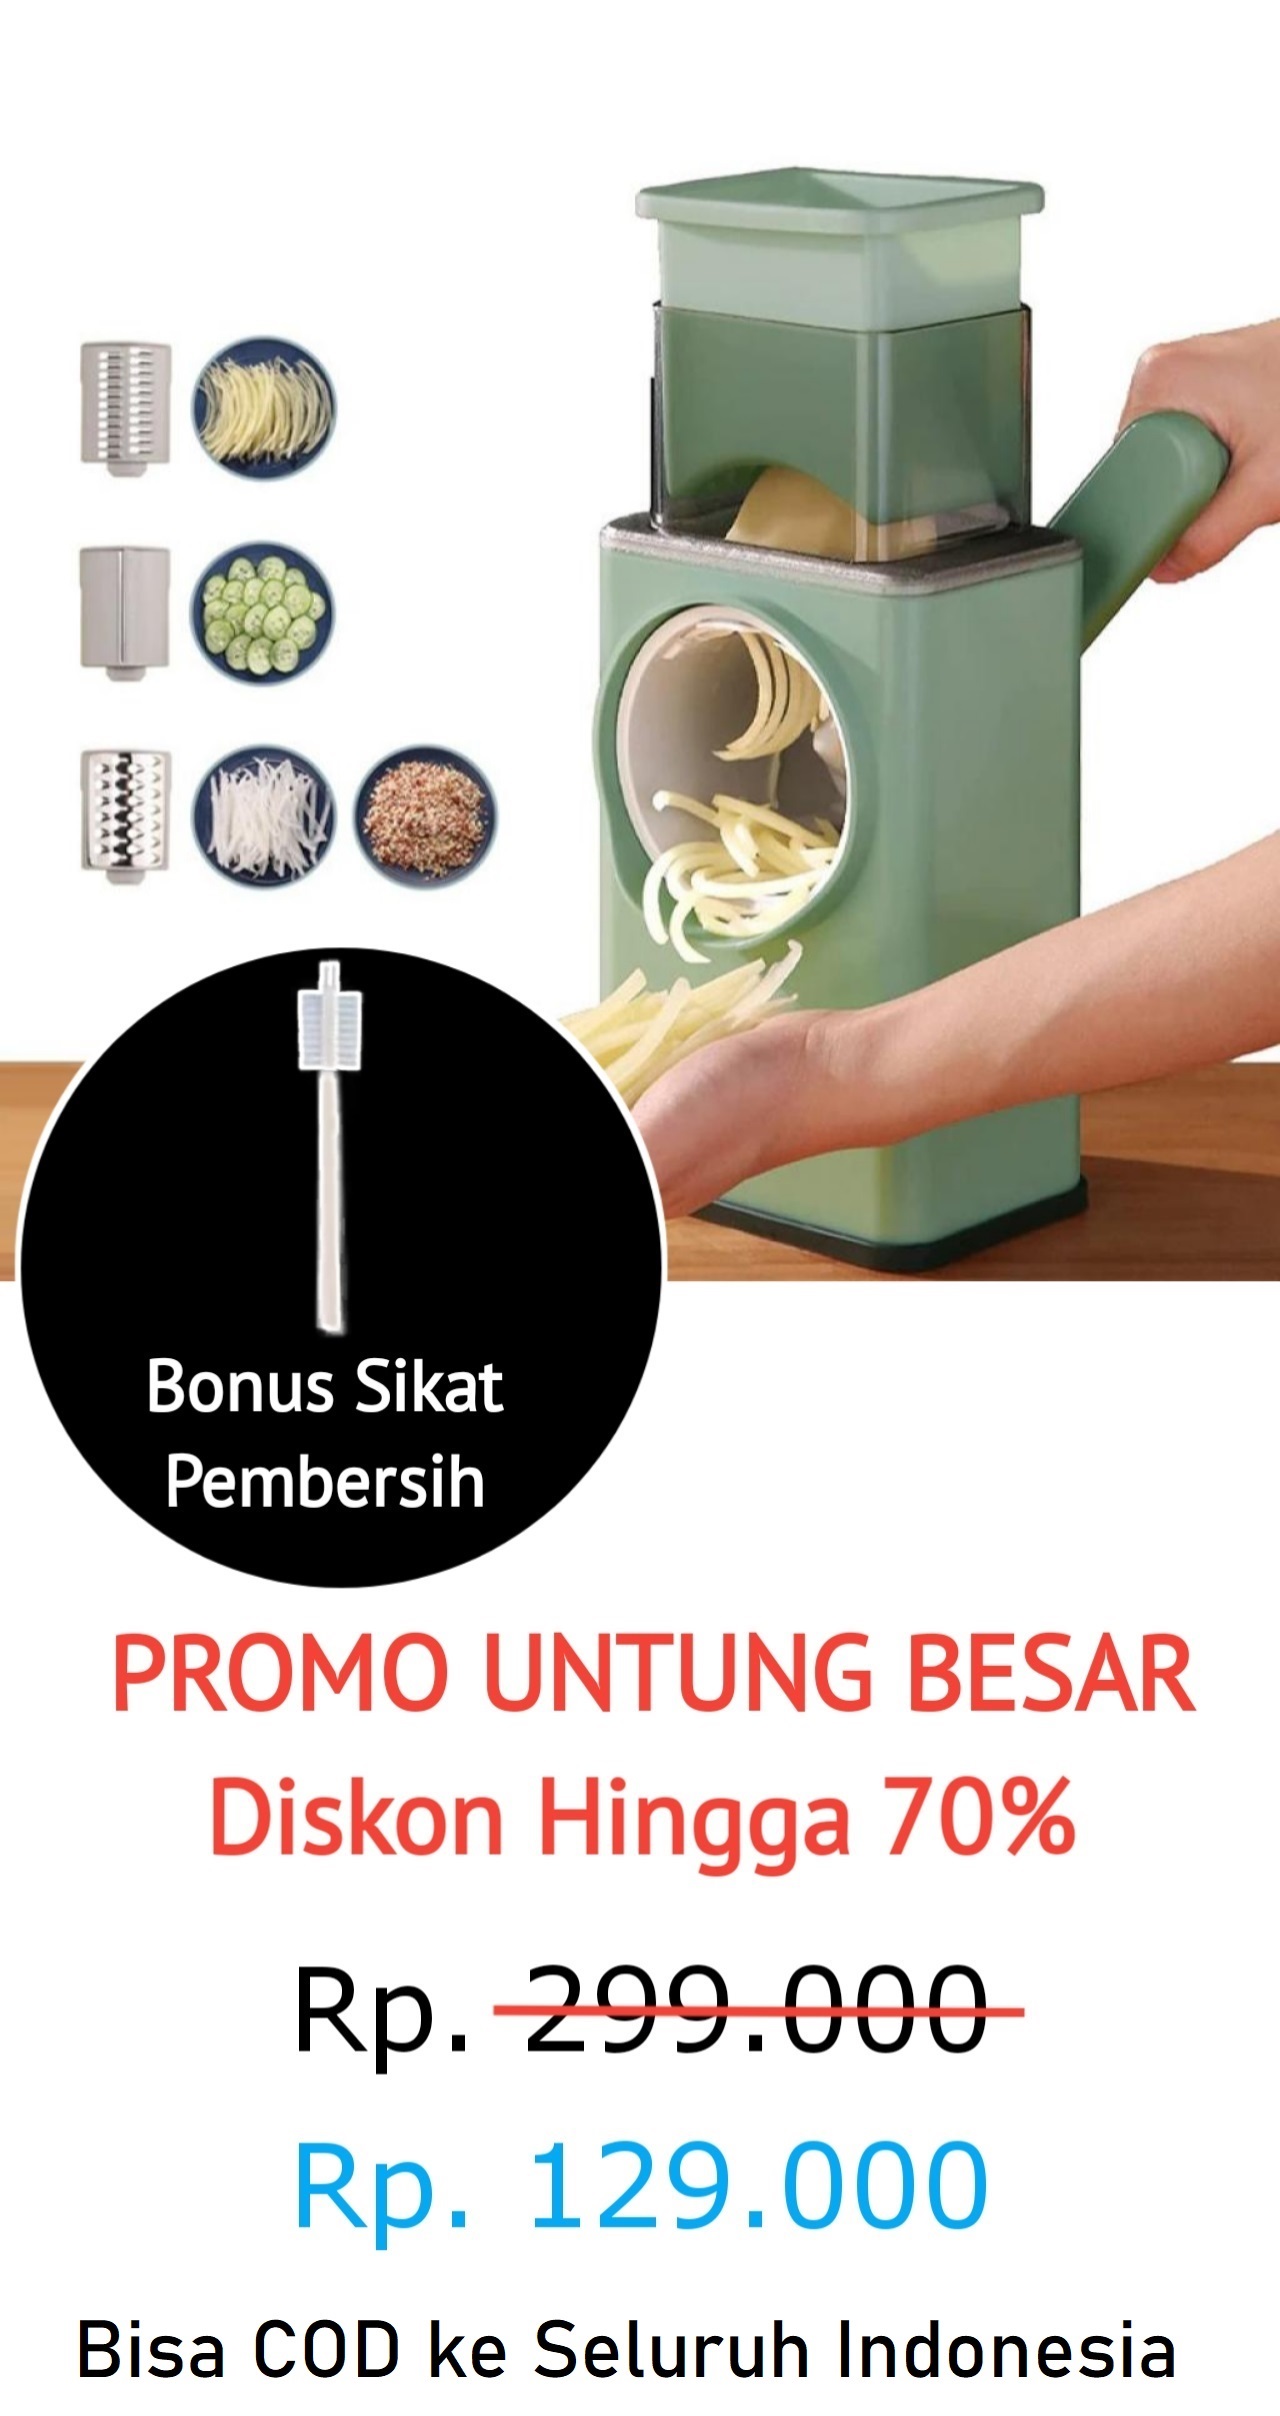 Bonus Sikat
Pembersih
PROMO UNTUNG BESAR
Diskon Hingga 70%
Rp. 299.000
Rp. 129.000
Bisa COD ke Seluruh Indonesia